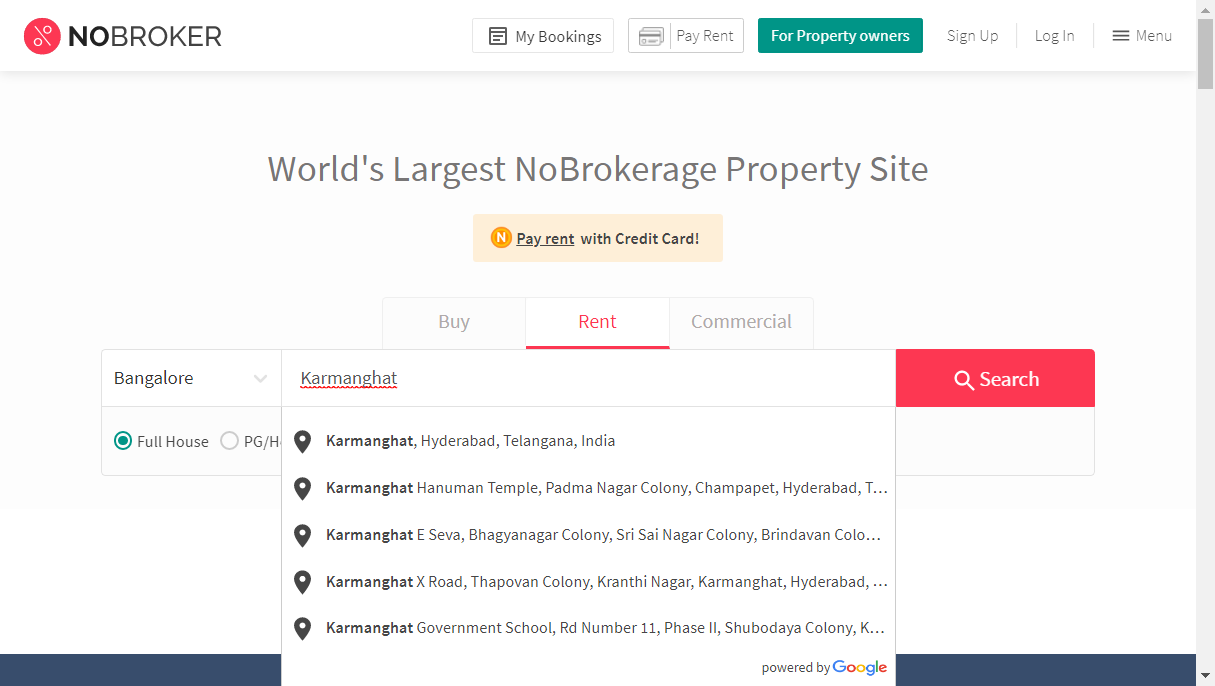 NOBROKER
My Bookings
Pay Rent
For Property owners
Sign Up
Log In
Menu
World's Largest NoBrokerage Property Site
N Pay rent with Credit Card!
Buy
Rent
Commercial
Bangalore
Karmanghat
Search
Full House
PG/H
Karmanghat, Hyderabad, Telangana, India
Karmanghat Hanuman Temple, Padma Nagar Colony, Champapet, Hyderabad, T...
Karmanghat E Seva, Bhagyanagar Colony, Sri Sai Nagar Colony, Brindavan Colo...
Karmanghat X Road, Thapovan Colony, Kranthi Nagar, Karmanghat, Hyderabad, ...
Karmanghat Government School, Rd Number 11, Phase II, Shubodaya Colony, K...
powered by Google